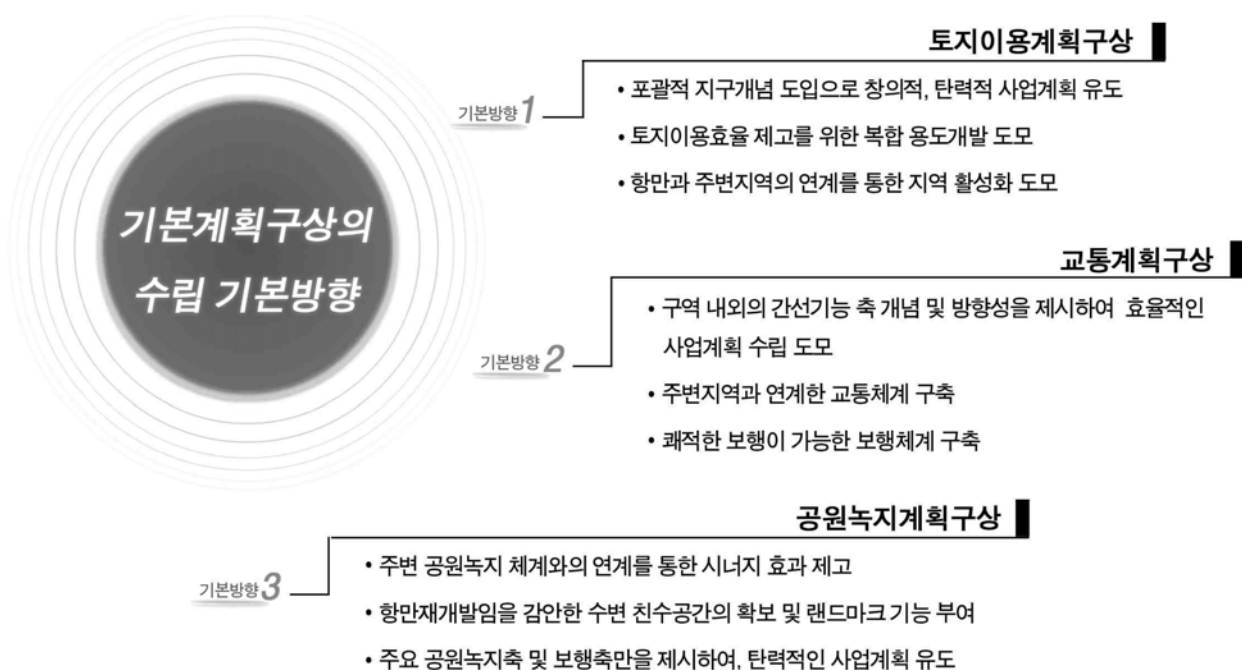 기본계획구상의
수립 기본방향
기본방향 1
토지이용계획구상
• 포괄적 지구개념 도입으로 창의적, 탄력적 사업계획 유도
• 토지이용효율 제고를 위한 복합 용도개발 도모
• 항만과 주변지역의 연계를 통한 지역 활성화 도모
기본방향 2
교통계획구상
• 구역 내외의 간선기능 축 개념 및 방향성을 제시하여 효율적인
사업계획 수립 도모
• 주변지역과 연계한 교통체계 구축
• 쾌적한 보행이 가능한 보행체계 구축
기본방향 3
공원녹지계획구상
• 주변 공원녹지 체계와의 연계를 통한 시너지 효과 제고
• 항만재개발임을 감안한 수변 친수공간의 확보 및 랜드마크 기능 부여
• 주요 공원녹지축 및 보행축만을 제시하여, 탄력적인 사업계획 유도